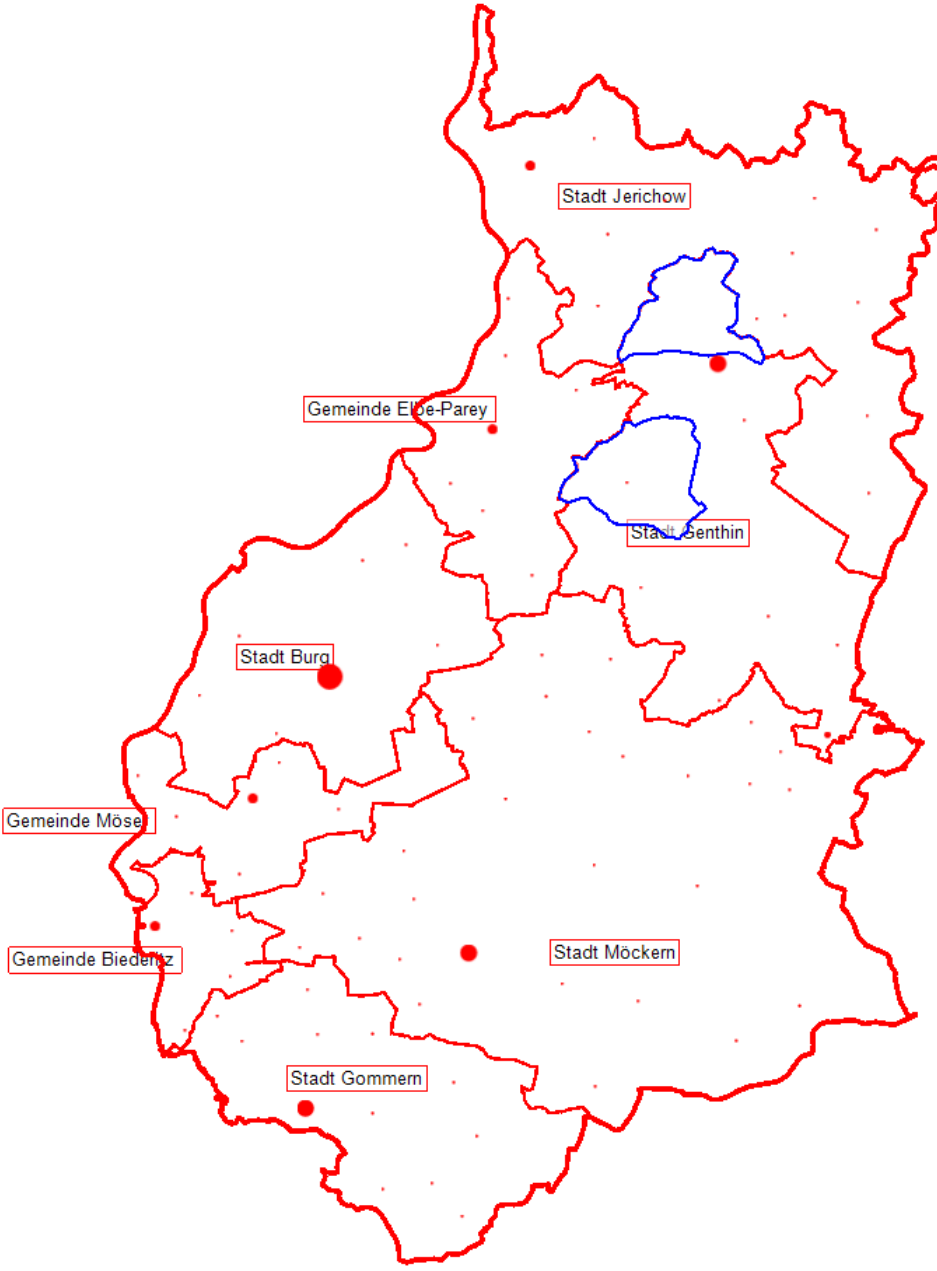 Stadt Jerichow
Gemeinde Elbe-Parey
Stadt Genthin
Stadt Burg
Gemeinde Möser
Gemeinde Biederitz
Stadt Möckern
Stadt Gommern